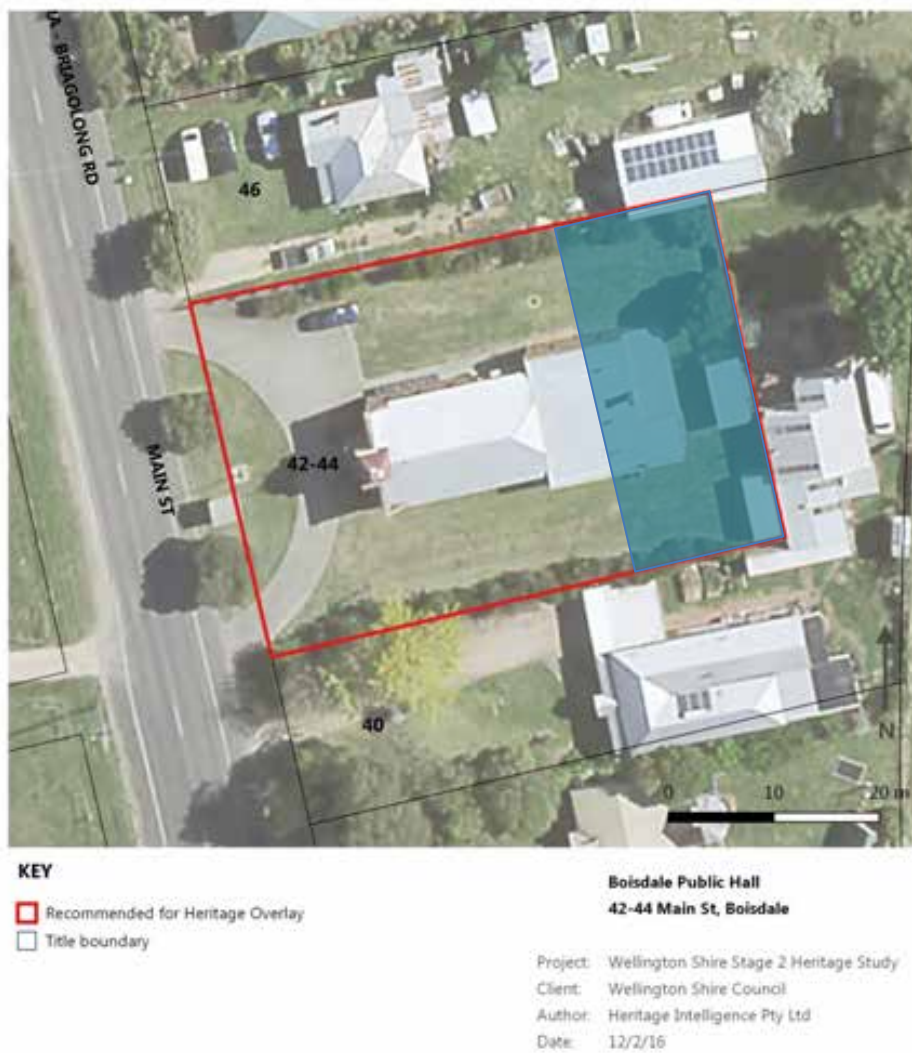 A - BRIAGOLONG RD
46
MAIN ST
42-44
40
N
0 10 20 m
KEY
Recommended for Heritage Overlay
Title boundary
Boisdale Public Hall
42-44 Main St, Boisdale
Project: Wellington Shire Stage 2 Heritage Study
Client: Wellington Shire Council
Author: Heritage Intelligence Pty Ltd
Date: 12/2/16